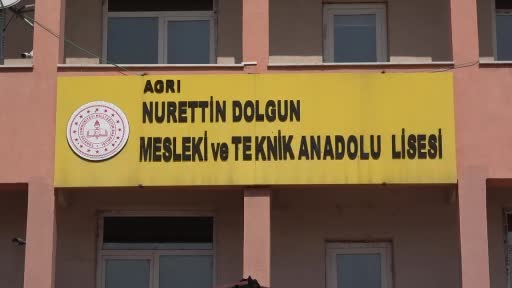 AGRI
NURETTİN DOLGUN
MESLEKİ ve TEKNİK ANADOLU LİSESİ